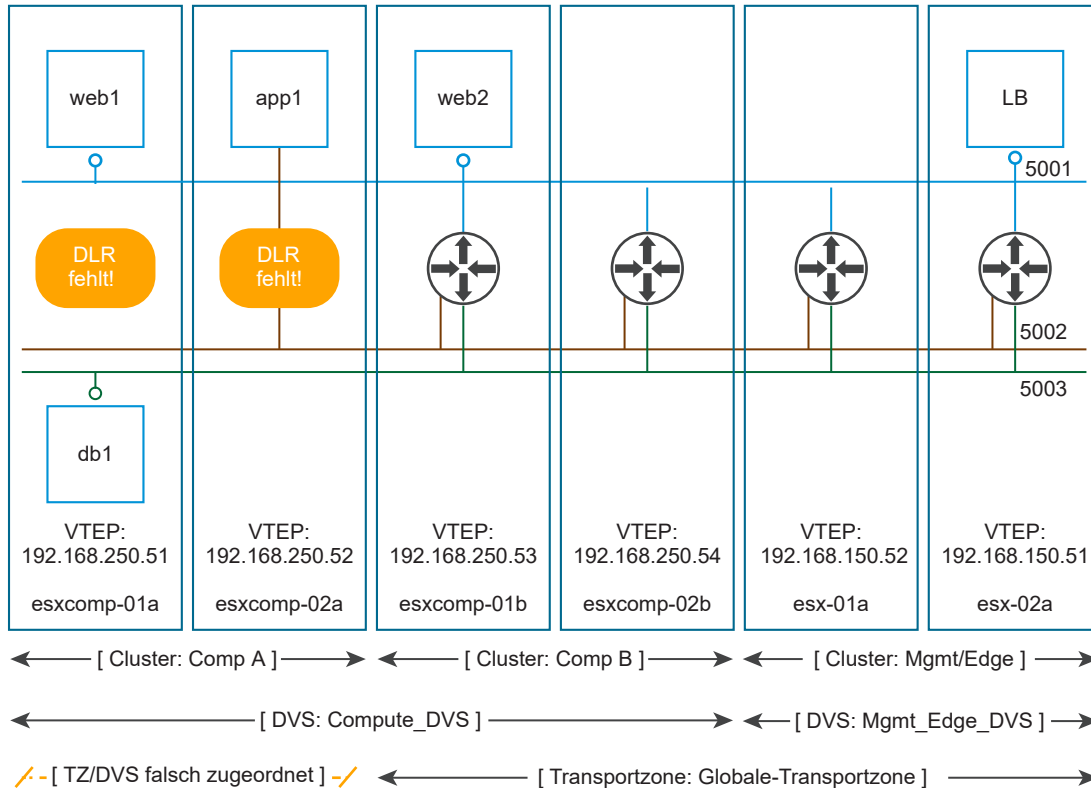 web1
app1
web2
LB
5001
DLR
fehlt!
DLR
fehlt!
5002
5003
db1
VTEP:
192.168.250.51
VTEP:
192.168.250.52
VTEP:
192.168.250.53
VTEP:
192.168.250.54
VTEP:
192.168.150.52
VTEP:
192.168.150.51
esxcomp-01a
esxcomp-02a
esxcomp-01b
esxcomp-02b
esx-01a
esx-02a
[ Cluster: Comp A ]
[ Cluster: Comp B ]
[ Cluster: Mgmt/Edge ]
[ DVS: Compute_DVS ]
[ DVS: Mgmt_Edge_DVS ]
[ TZ/DVS falsch zugeordnet ]
[ Transportzone: Globale-Transportzone ]